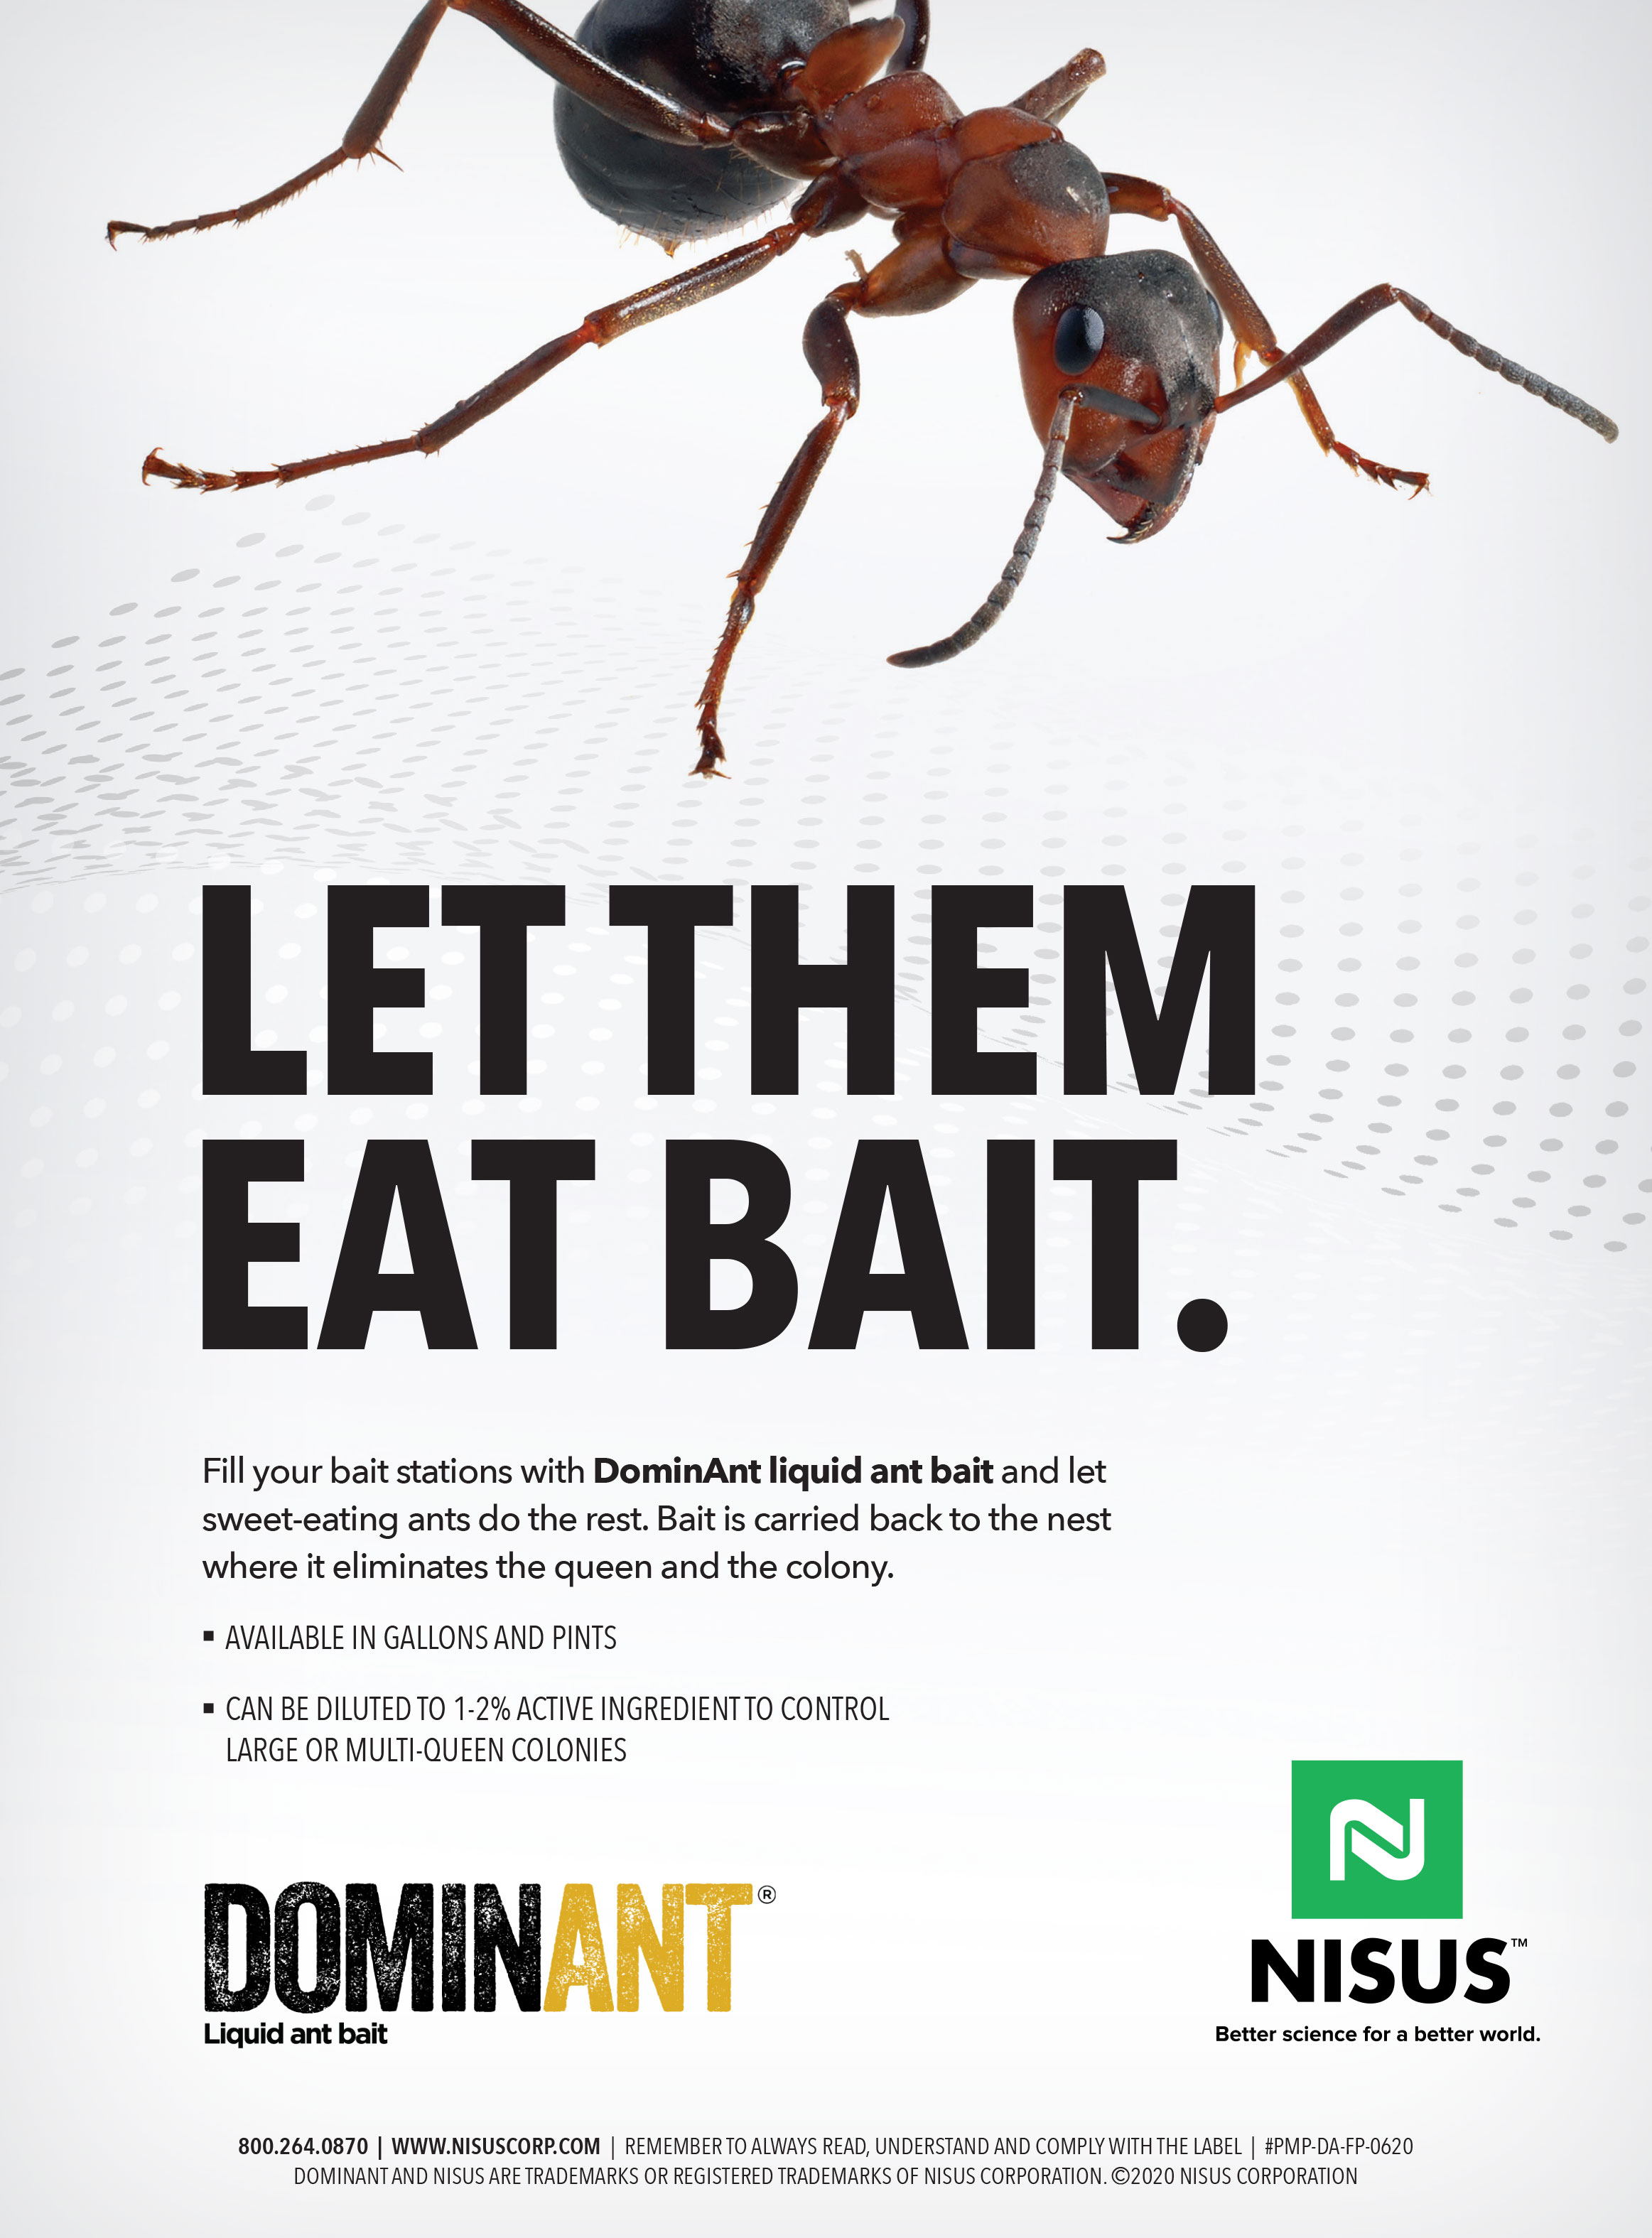 LET THEM
EAT BAIT.
Fill your bait stations with DominAnt liquid ant bait and let
sweet-eating ants do the rest. Bait is carried back to the nest
where it eliminates the queen and the colony.
▪ AVAILABLE IN GALLONS AND PINTS
▪ CAN BE DILUTED TO 1-2% ACTIVE INGREDIENT TO CONTROL
LARGE OR MULTI-QUEEN COLONIES
DOMINANT®
Liquid ant bait
N
NISUS™
Better science for a better world.
800.264.0870 | WWW.NISUSCORP.COM | REMEMBER TO ALWAYS READ, UNDERSTAND AND COMPLY WITH THE LABEL | #PMP-DA-FP-0620
DOMINANT AND NISUS ARE TRADEMARKS OR REGISTERED TRADEMARKS OF NISUS CORPORATION. ©2020 NISUS CORPORATION